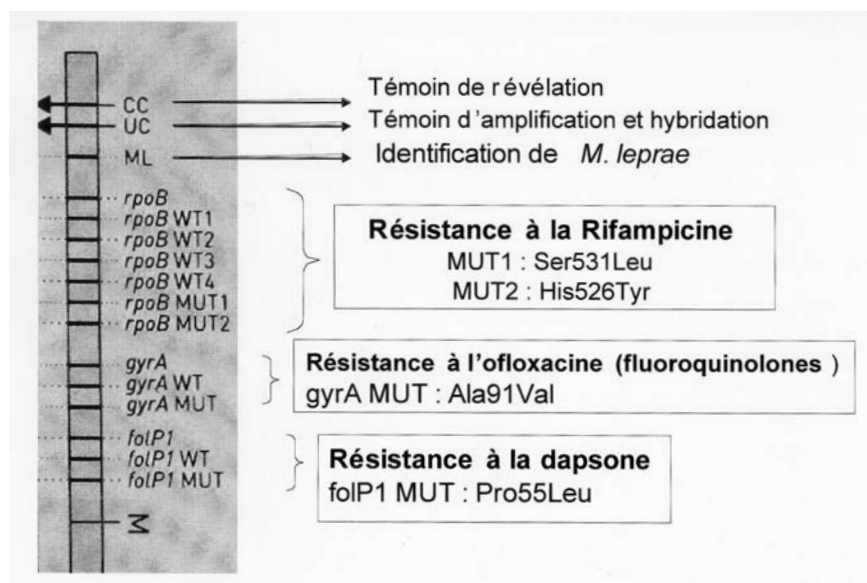 CC
UC
ML
rpoB
rpoB WT1
rpoB WT2
rpoB WT3
rpoB WT4
rpoB MUT1
rpoB MUT2
gyrA
gyrA WT
gyrA MUT
folP1
folP1 WT
folP1 MUT
M
Témoin de révélation
Témoin d'amplification et hybridation
Identification de M. leprae
Résistance à la Rifampicine
MUT1 : Ser531Leu
MUT2 : His526Tyr
Résistance à l'ofloxacine (fluoroquinolones )
gyrA MUT : Ala91Val
Résistance à la dapsone
folP1 MUT : Pro55Leu